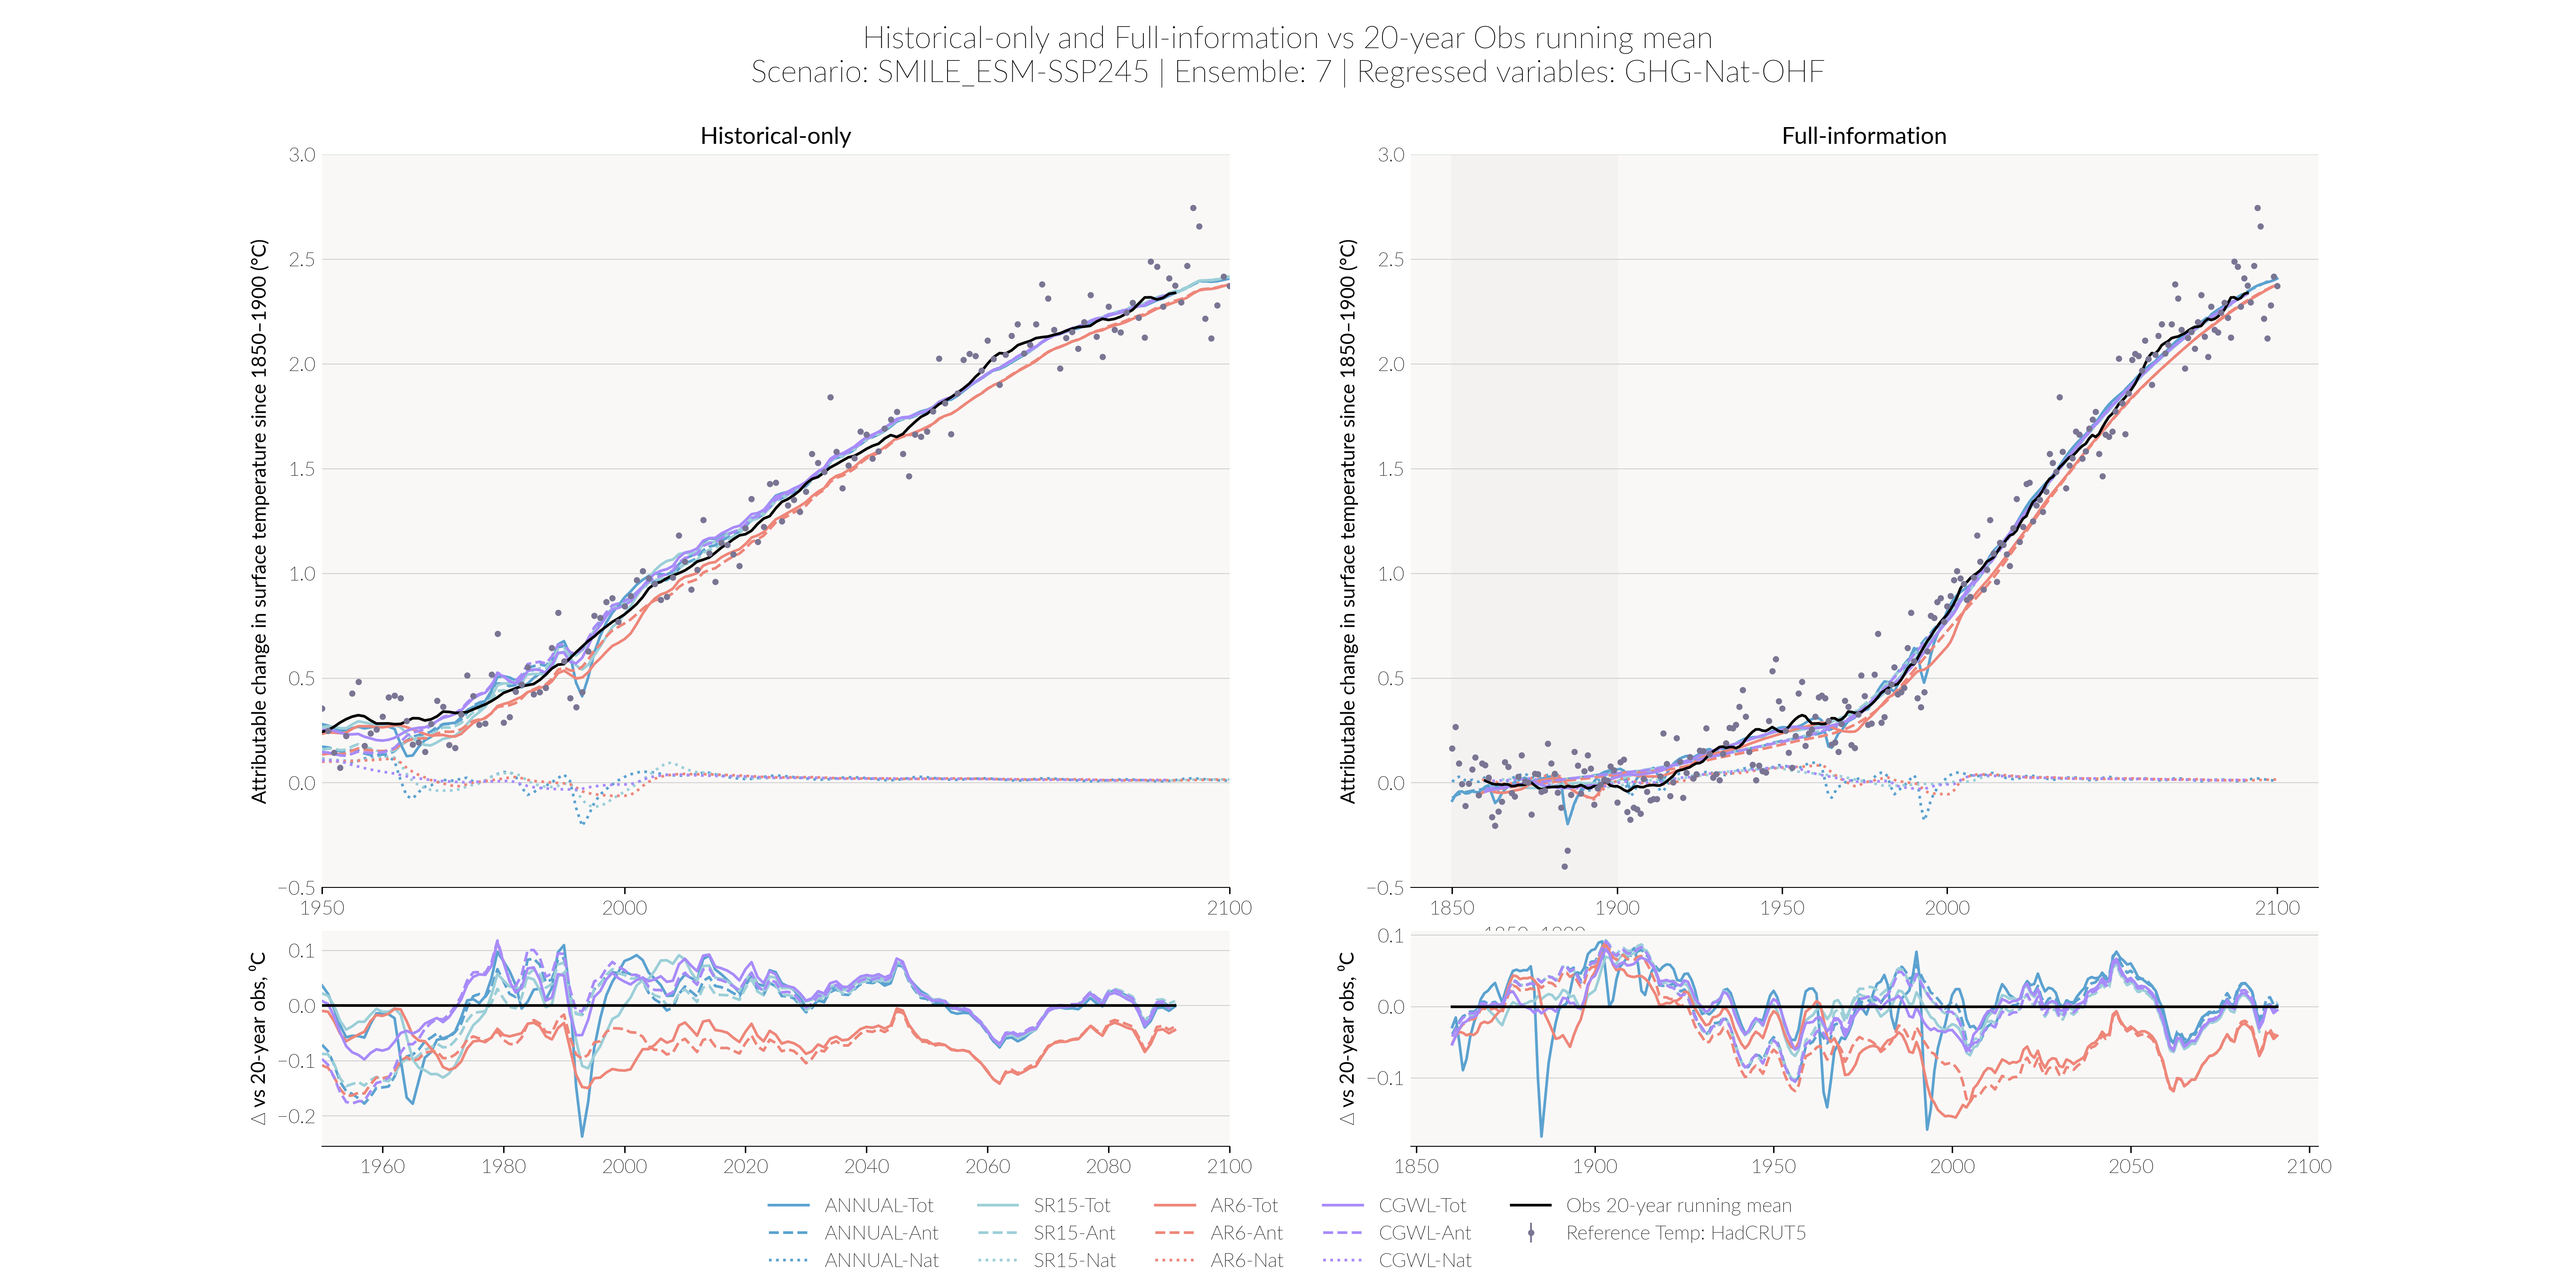 Historical-only and Full-information vs 20-year Obs running mean
Scenario: SMILE_ESM-SSP245 | Ensemble: 7 | Regressed variables: GHG-Nat-OHF
Historical-only
Attributable change in surface temperature since 1850–1900 (°C)
3.0
2.5
2.0
1.5
1.0
0.5
0.0
−0.5
1950 2000 2100
Δ vs 20-year obs, °C
0.1
0.0
−0.1
−0.2
1960 1980 2000 2020 2040 2060 2080 2100
Full-information
Attributable change in surface temperature since 1850–1900 (°C)
3.0
2.5
2.0
1.5
1.0
0.5
0.0
−0.5
1850 1900 1950 2000 2100
Δ vs 20-year obs, °C
0.1
0.0
−0.1
1850 1900 1950 2000 2050 2100
ANNUAL-Tot SR15-Tot AR6-Tot CGWL-Tot Obs 20-year running mean
ANNUAL-Ant SR15-Ant AR6-Ant CGWL-Ant Reference Temp: HadCRUT5
ANNUAL-Nat SR15-Nat AR6-Nat CGWL-Nat